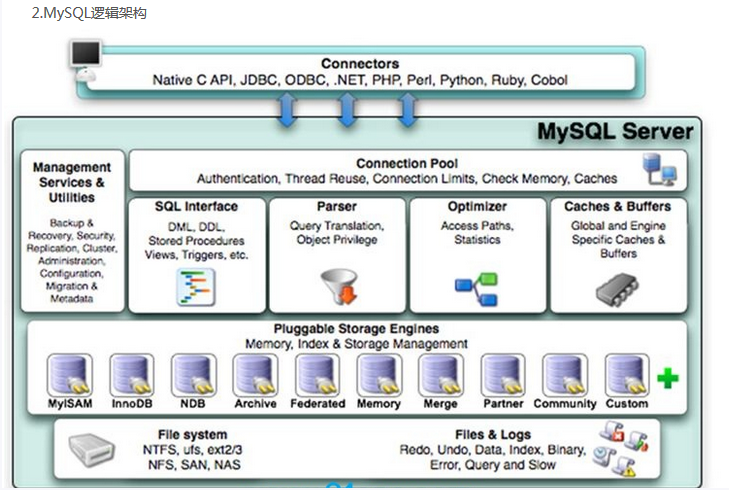 2.MySQL逻辑架构
Connectors
Native C API, JDBC, ODBC, .NET, PHP, Perl, Python, Ruby, Cobol
MySQL Server
Management
Services &
Utilities
Backup &
Recovery, Security,
Replication, Cluster,
Administration,
Configuration,
Migration &
Metadata
Connection Pool
Authentication, Thread Reuse, Connection Limits, Check Memory, Caches
SQL Interface
DML, DDL,
Stored Procedures
Views, Triggers, etc.
Parser
Query Translation,
Object Privilege
Optimizer
Access Paths,
Statistics
Caches & Buffers
Global and Engine
Specific Caches &
Buffers
Pluggable Storage Engines
Memory, Index & Storage Management
MyISAM
InnoDB
NDB
Archive
Federated
Memory
Merge
Partner
Community
Custom
File system
NTFS, ufs, ext2/3
NFS, SAN, NAS
Files & Logs
Redo, Undo, Data, Index, Binary,
Error, Query and Slow